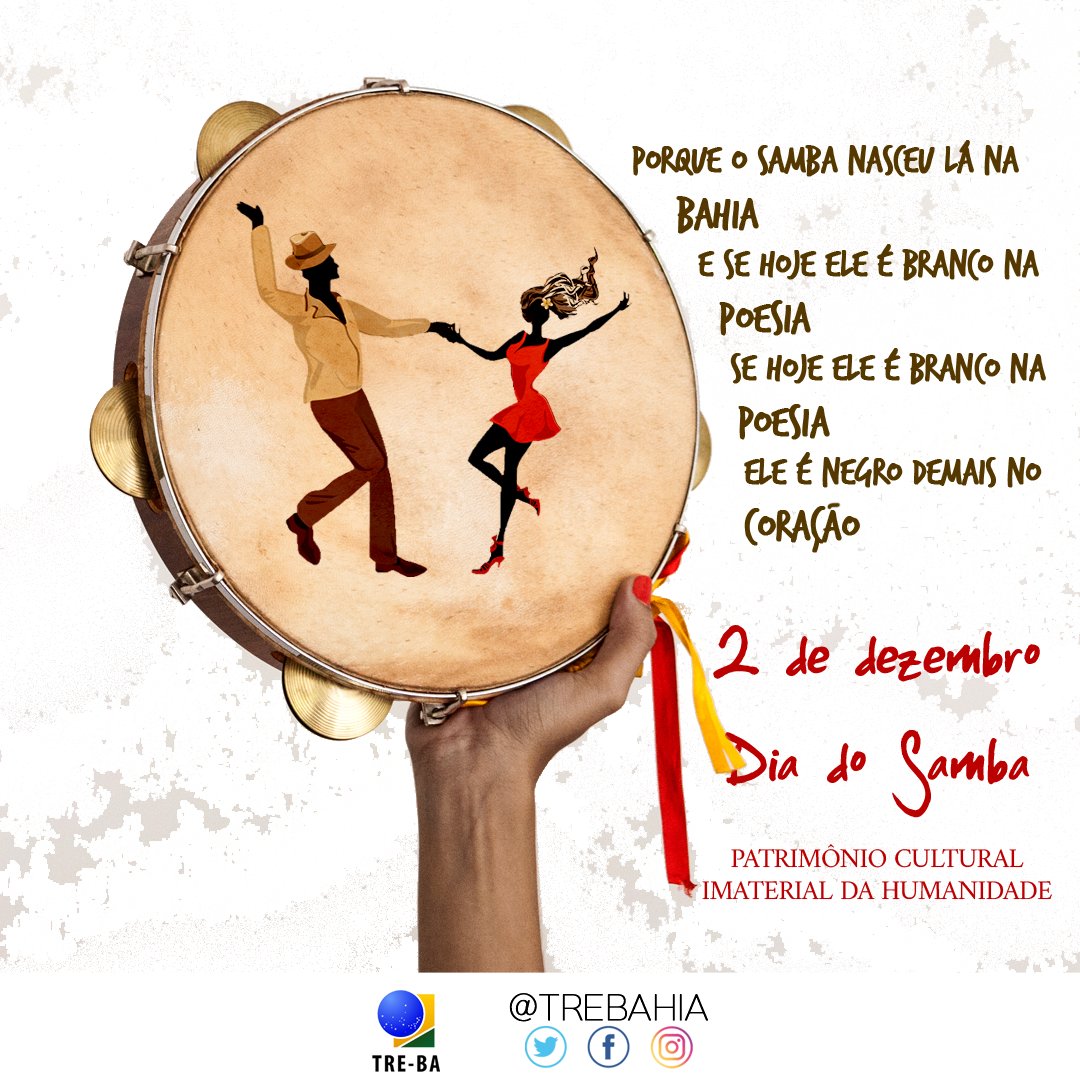 PORQUE O SAMBA NASCEU LÁ NA
BAHIA
E SE HOJE ELE É BRANCO NA
POESIA
SE HOJE ELE É BRANCO NA
POESIA
ELE É NEGRO DEMAIS NO
CORAÇÃO
2 de dezembro
Dia do Samba
PATRIMÔNIO CULTURAL
IMATERIAL DA HUMANIDADE
@TREBAHIA
TRE-BA